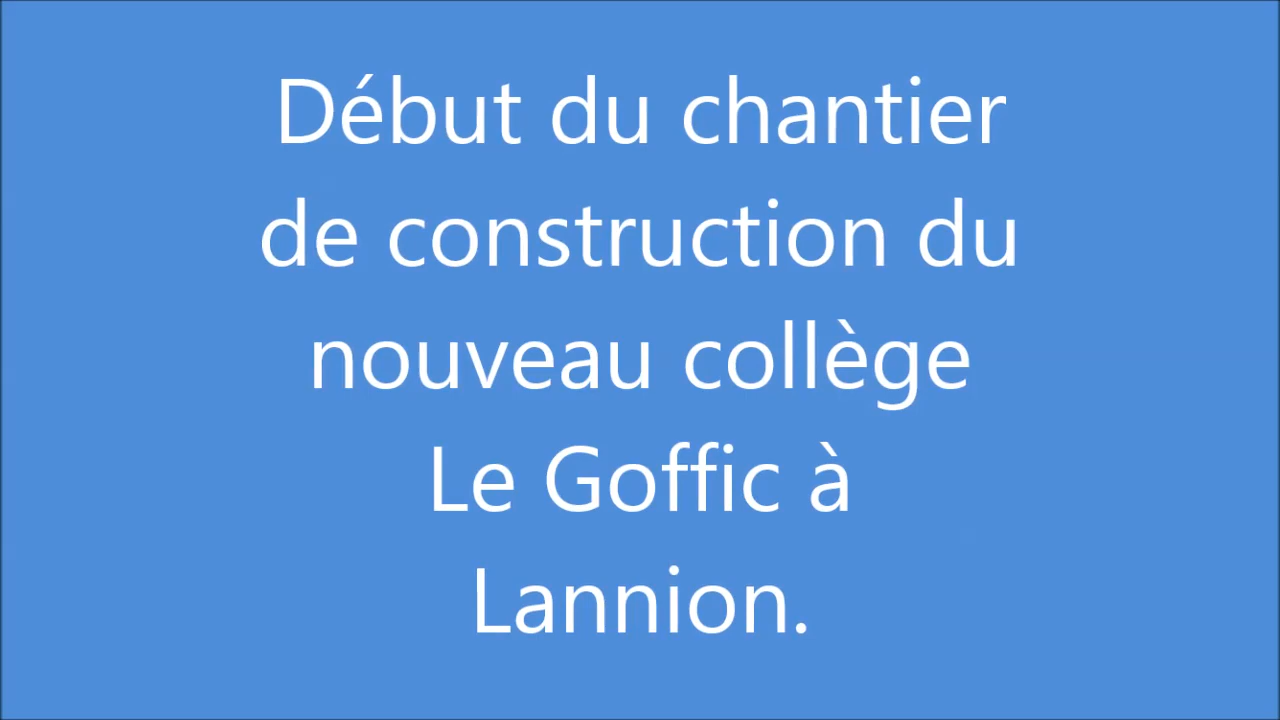 Début du chantier
de construction du
nouveau collège
Le Goffic à
Lannion.